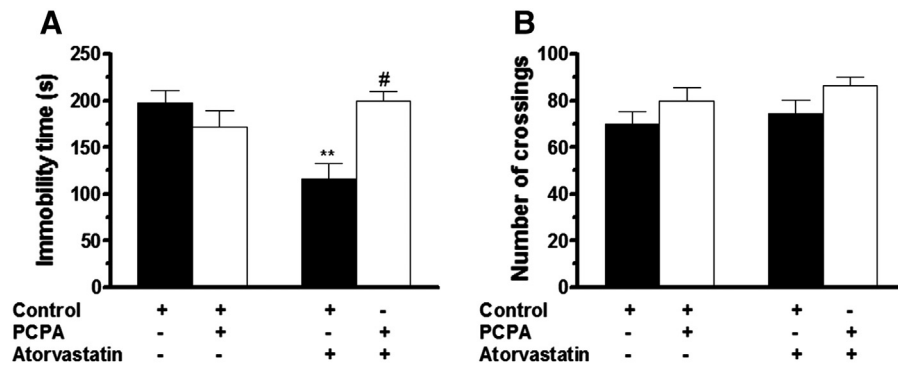 A
B
Immobility time (s)
250
200
150
100
50
0
**
#
Control + + + -
PCPA - + - +
Atorvastatin - - + +
Number of crossings
100
80
60
40
20
0
Control + + + -
PCPA - + - +
Atorvastatin - - + +